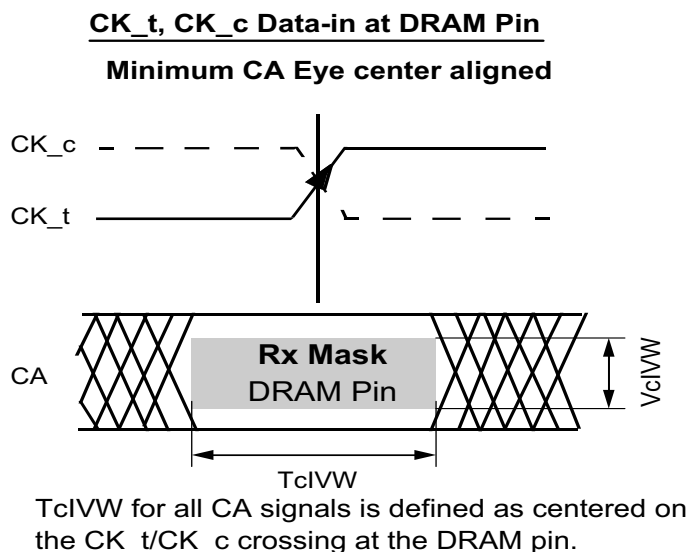 CK_t, CK_c Data-in at DRAM Pin
Minimum CA Eye center aligned
CK_c
CK_t
CA
Rx Mask
DRAM Pin
VcIVW
TcIVW
TcIVW for all CA signals is defined as centered on
the CK_t/CK_c crossing at the DRAM pin.